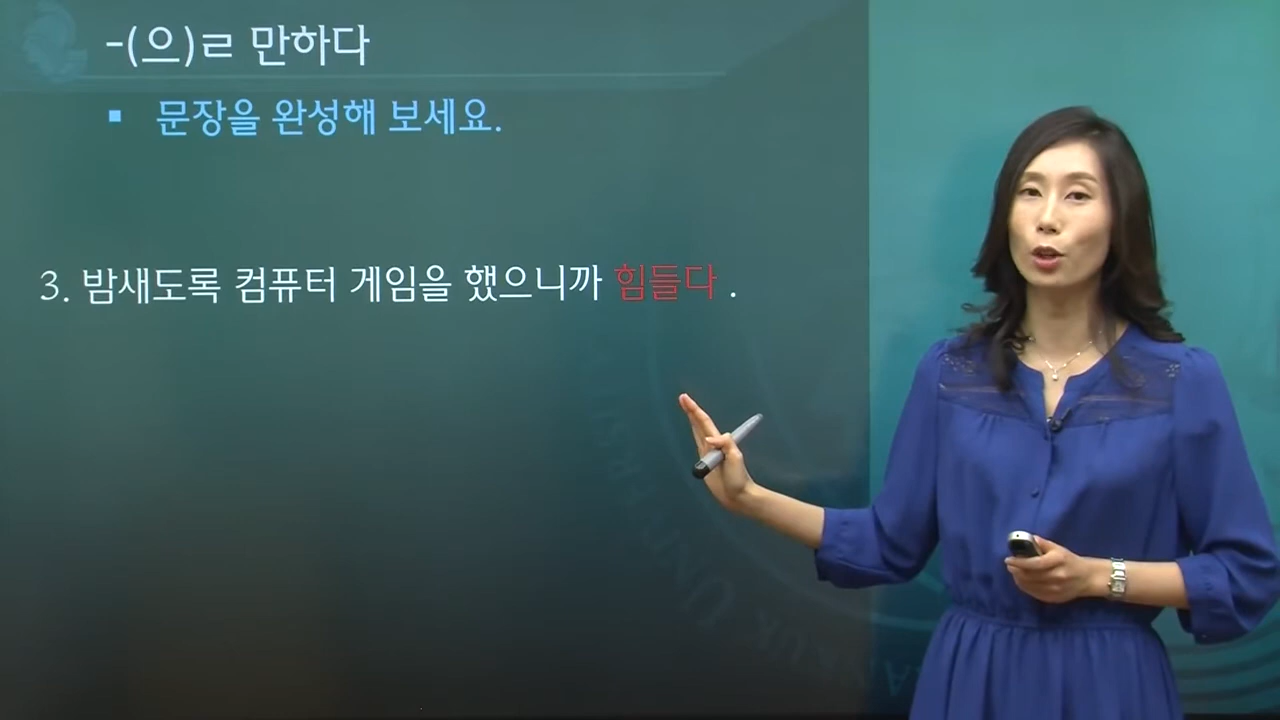 -(으)ㄹ 만하다
▪ 문장을 완성해 보세요.
3. 밤새도록 컴퓨터 게임을 했으니까 힘들다 .